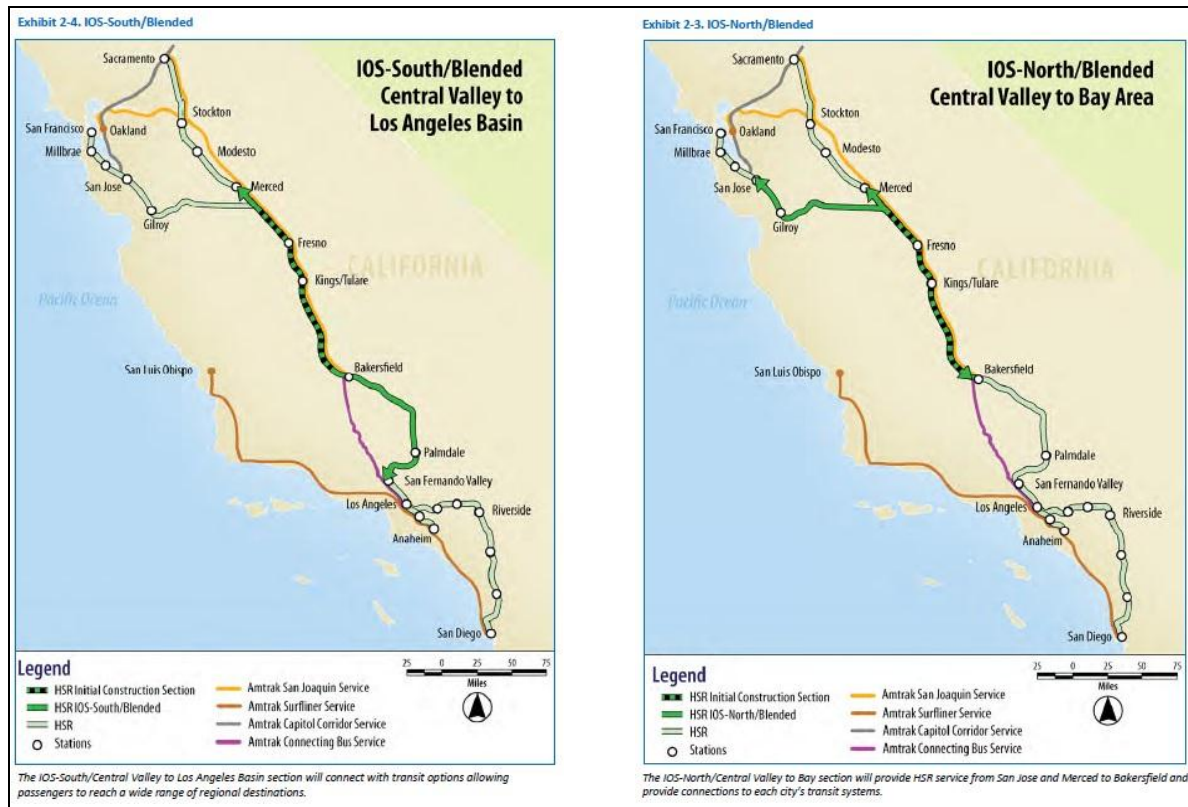 Exhibit 2-4. IOS-South/Blended
IOS-South/Blended
Central Valley to
Los Angeles Basin
Sacramento
Stockton
San Francisco
Oakland
Modesto
Millbrae
Merced
San Jose
Gilroy
Fresno
CALIFORNIA
Kings/Tulare
Pacific Ocean
San Luis Obispo
Bakersfield
Palmdale
San Fernando Valley
Los Angeles
Riverside
Anaheim
San Diego
Legend
HSR Initial Construction Section
HSR IOS-South/Blended
HSR
Stations
Amtrak San Joaquin Service
Amtrak Surfliner Service
Amtrak Capitol Corridor Service
Amtrak Connecting Bus Service
25 0 25 50 75
Miles
The IOS-South/Central Valley to Los Angeles Basin section will connect with transit options allowing
passengers to reach a wide range of regional destinations.
Exhibit 2-3. IOS-North/Blended
IOS-North/Blended
Central Valley to Bay Area
Sacramento
Stockton
San Francisco
Oakland
Modesto
Millbrae
Merced
San Jose
Gilroy
Fresno
CALIFORNIA
Kings/Tulare
Pacific Ocean
San Luis Obispo
Bakersfield
Palmdale
San Fernando Valley
Los Angeles
Riverside
Anaheim
San Diego
Legend
HSR Initial Construction Section
HSR IOS-North/Blended
HSR
Stations
Amtrak San Joaquin Service
Amtrak Surfliner Service
Amtrak Capitol Corridor Service
Amtrak Connecting Bus Service
25 0 25 50 75
Miles
The IOS-North/Central Valley to Bay section will provide HSR service from San Jose and Merced to Bakersfield and
provide connections to each city's transit systems.